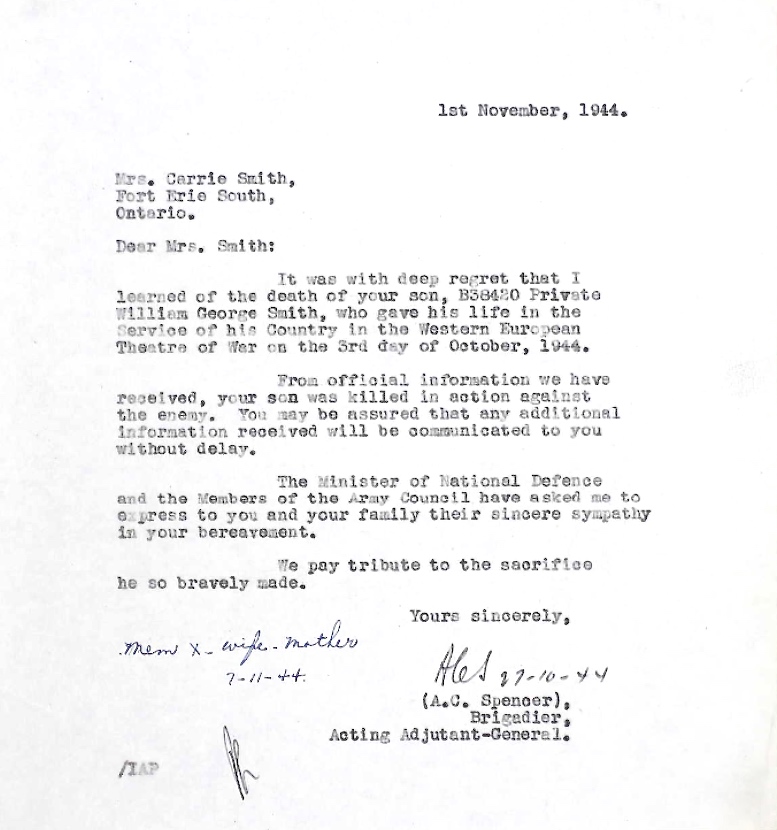 1st November, 1944.
Mrs. Carrie Smith,
Fort Erie South,
Ontario.
Dear Mrs. Smith:
It was with deep regret that I
learned of the death of your son, B38420 Private
William George Smith, who gave his life in the
Service of his Country in the Western European
Theatre of War on the 3rd day of October, 1944.
From official information we have
received, your son was killed in action against
the enemy. You may be assured that any additional
information received will be communicated to you
without delay.
The Minister of National Defence
and the Members of the Army Council have asked me to
express to you and your family their sincere sympathy
in your bereavement.
We pay tribute to the sacrifice
he so bravely made.
Yours sincerely,
Mem X - wife - mother
7-11-44.
ACS 27-10-44
(A.C. Spencer),
Brigadier,
Acting Adjutant-General.
/IAP